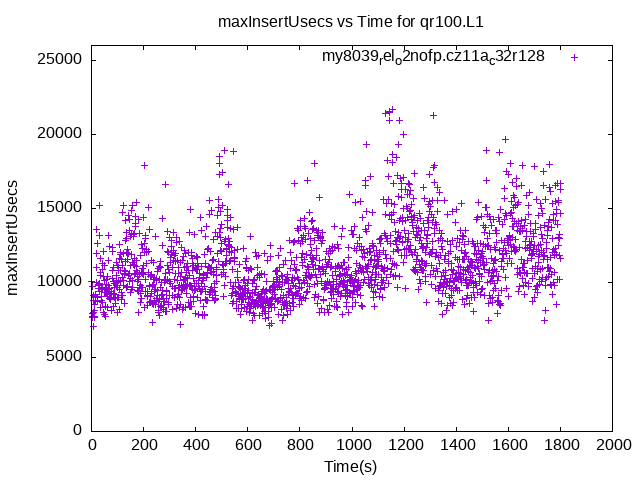 maxInsertUsecs vs Time for qr100.L1
my8039relo2nofp.cz11ac32r128
25000
20000
15000
10000
5000
0
maxInsertUsecs
0 200 400 600 800 1000 1200 1400 1600 1800 2000
Time(s)